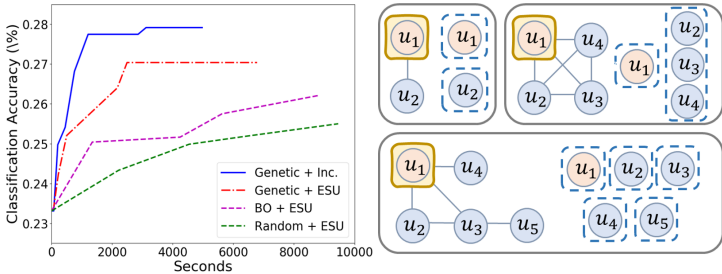 Classification Accuracy (\%)
0.28
0.27
0.26
0.25
0.24
0.23
0 2000 4000 6000 8000 10000
Seconds
Genetic + Inc.
Genetic + ESU
BO + ESU
Random + ESU
u1 u1
u2 u2
u1 u4 u2
u1 u3
u2 u3 u4
u1 u4 u1 u2 u3
u2 u3 u5 u4 u5